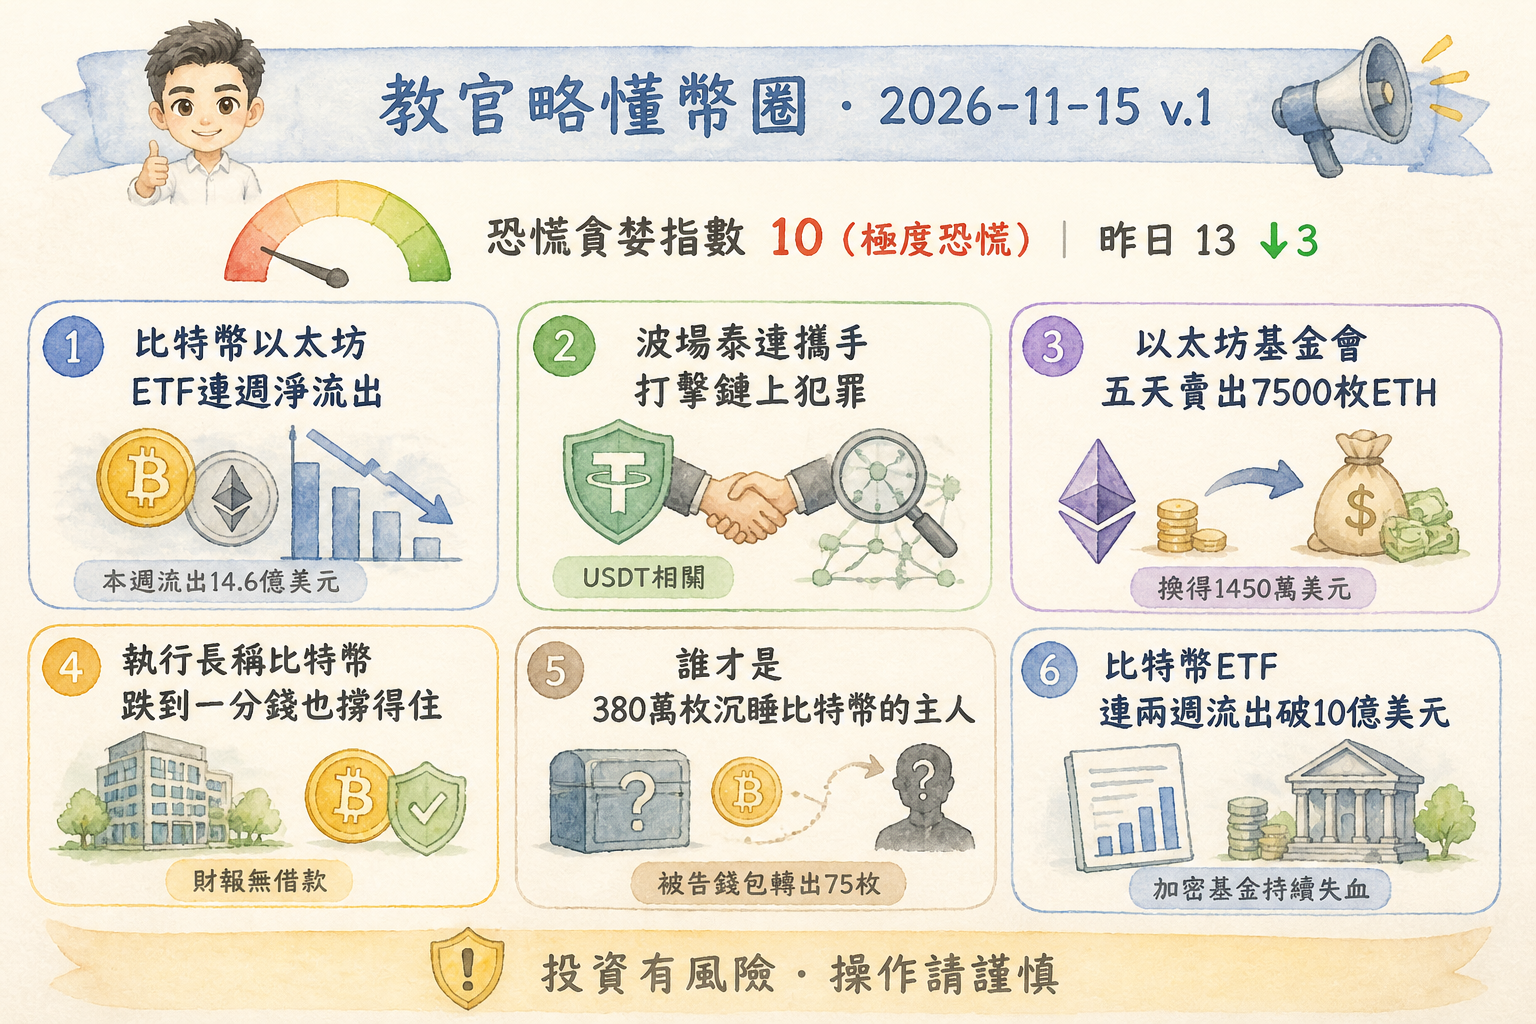 教官略懂幣圈・2026-11-15 v.1
恐慌貪婪指數 10（極度恐慌）｜ 昨日 13 ↓3
1
比特幣以太坊
ETF連週淨流出
本週流出14.6億美元
2
波場泰達攜手
打擊鏈上犯罪
USDT相關
3
以太坊基金會
五天賣出7500枚ETH
$
換得1450萬美元
4
執行長稱比特幣
跌到一分錢也撐得住
財報無借款
5
誰才是
380萬枚沉睡比特幣的主人
?
?
被告錢包轉出75枚
6
比特幣ETF
連兩週流出破10億美元
加密基金持續失血
!
投資有風險・操作請謹慎